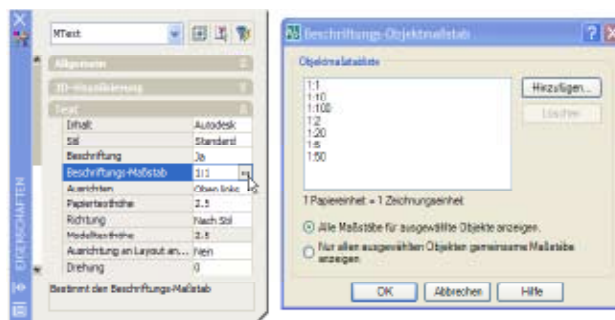 MText
Allgemein
3D-Visualisierung
Text
Inhalt Autodesk
Stil Standard
Beschriftung Ja
Beschriftungs-Maßstab 1:1
Ausrichten Oben links
Papiertexthöhe 2.5
Richtung Nach Stil
Modelltexthöhe 2.5
Ausrichtung an Layout an... Nein
Drehung 0
Bestimmt den Beschriftungs-Maßstab
EIGENSCHAFTEN
Beschriftungs-Objektmaßstab
Objektmaßstabliste
1:1
1:10
1:100
1:2
1:20
1:5
1:50
Hinzufügen...
Löschen
1 Papiereinheit = 1 Zeichnungseinheit
Alle Maßstäbe für ausgewählte Objekte anzeigen.
Nur allen ausgewählten Objekten gemeinsame Maßstäbe
anzeigen
OK Abbrechen Hilfe